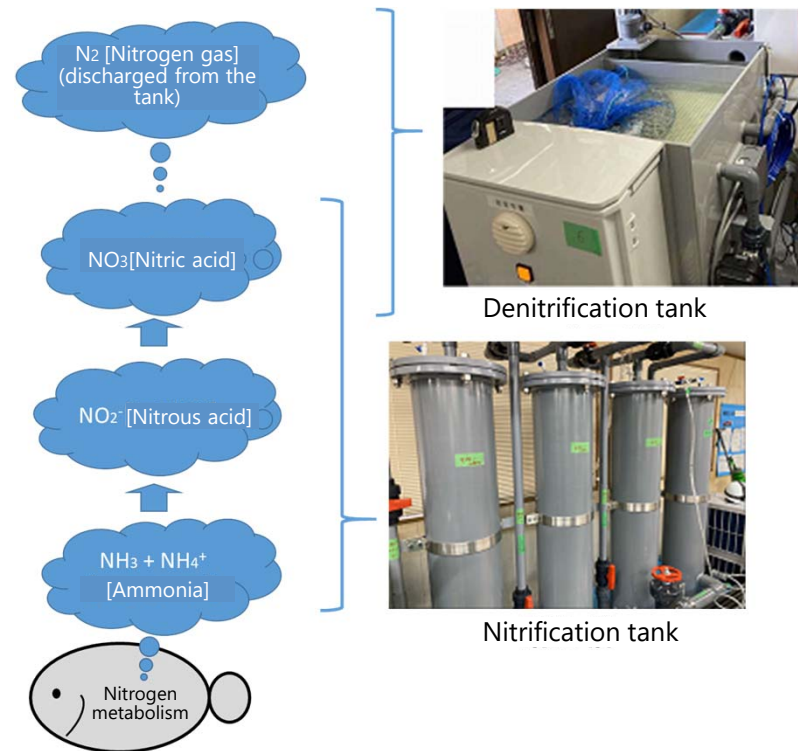 N₂ [Nitrogen gas]
(discharged from the
tank)
NO₃[Nitric acid]
NO₂⁻ [Nitrous acid]
NH₃ + NH₄⁺
[Ammonia]
Nitrogen
metabolism
6
Denitrification tank
Nitrification tank